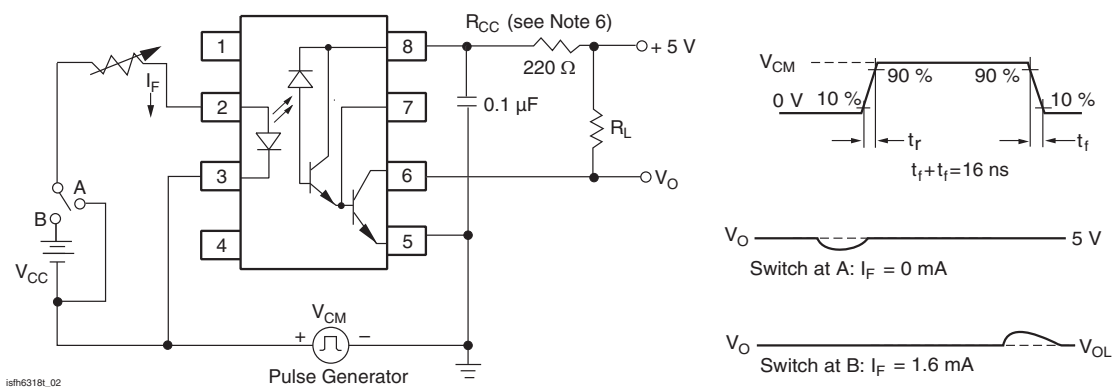 R_CC (see Note 6)
220 Ω
+ 5 V
I_F
1
2
3
4
8
7
6
5
0.1 µF
R_L
V_O
A
B
V_CC
V_CM
+ −
Pulse Generator
isfh6318t_02
V_CM
0 V
10 %
90 %
90 %
10 %
t_r
t_f
t_f+t_f=16 ns
V_O
5 V
Switch at A: I_F = 0 mA
V_O
V_OL
Switch at B: I_F = 1.6 mA